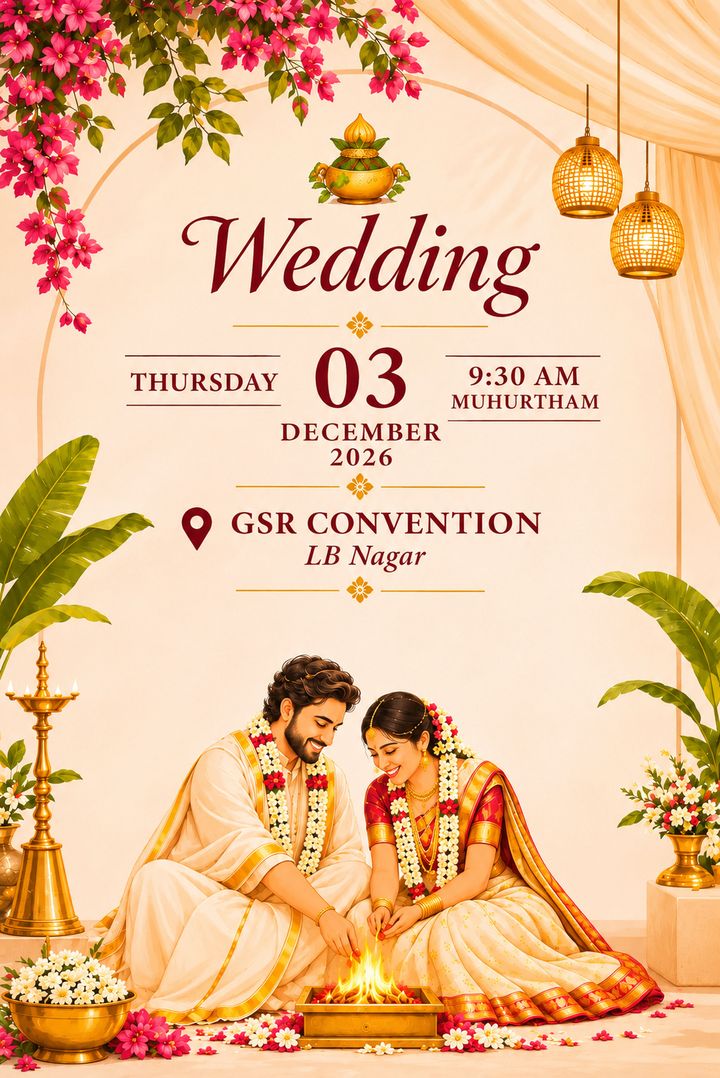 Wedding
THURSDAY
03
DECEMBER
2026
9:30 AM
MUHURTHAM
GSR CONVENTION
LB Nagar